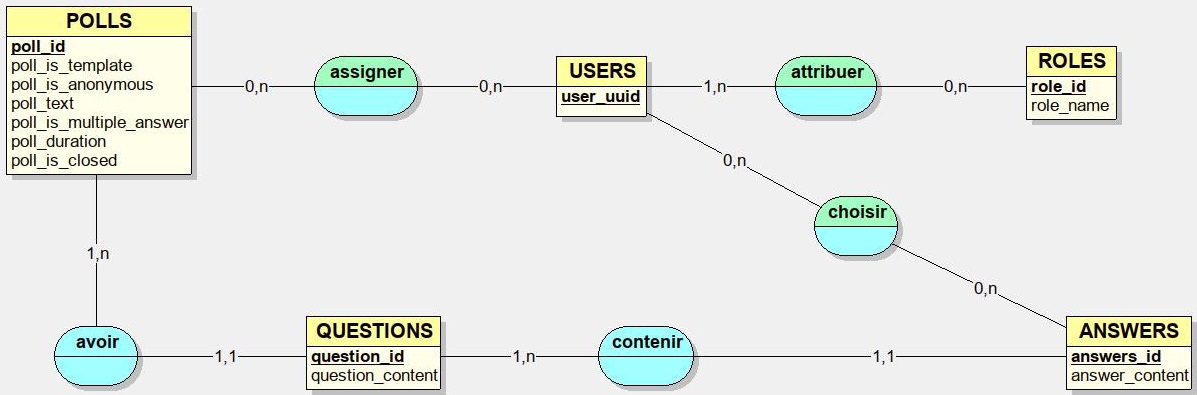 POLLS
poll_id
poll_is_template
poll_is_anonymous
poll_text
poll_is_multiple_answer
poll_duration
poll_is_closed
0,n
assigner
0,n
USERS
user_uuid
1,n
attribuer
0,n
ROLES
role_id
role_name
0,n
choisir
0,n
1,n
avoir
1,1
QUESTIONS
question_id
question_content
1,n
contenir
1,1
ANSWERS
answers_id
answer_content